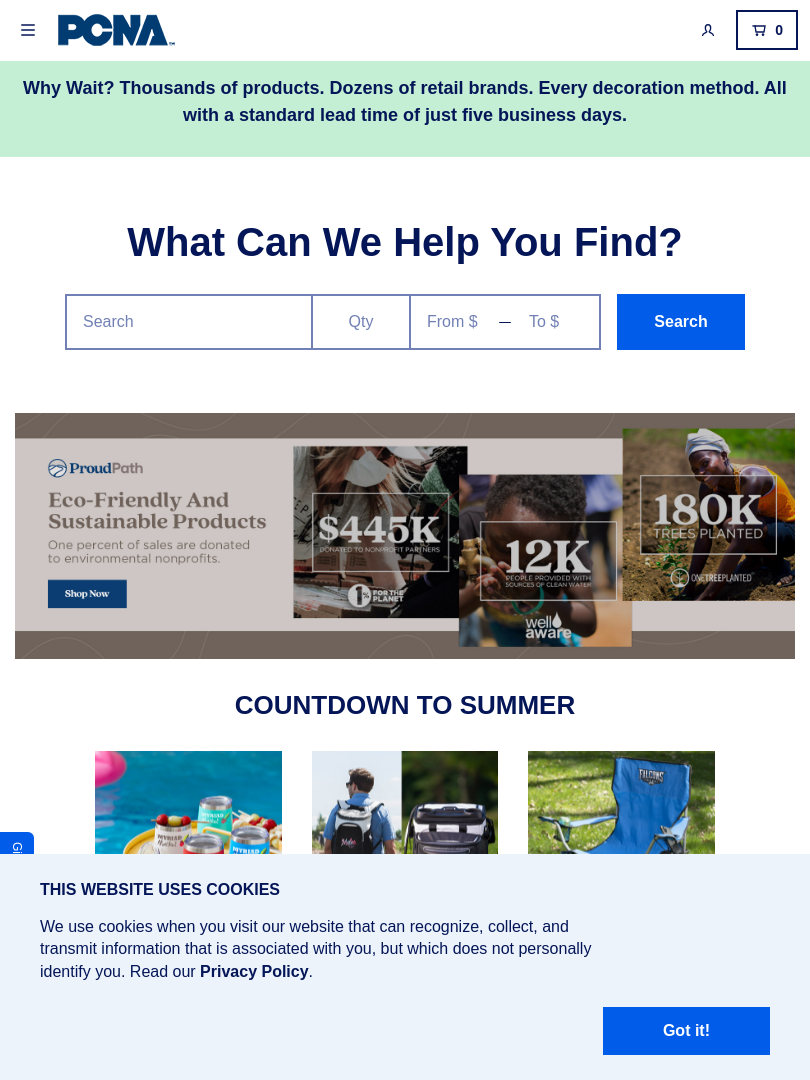 PCNA
0
Why Wait? Thousands of products. Dozens of retail brands. Every decoration method. All
with a standard lead time of just five business days.
What Can We Help You Find?
Search
Qty
From $
—
To $
Search
ProudPath
Eco-Friendly And
Sustainable Products
One percent of sales are donated
to environmental nonprofits.
Shop Now
$445K
DONATED TO NONPROFIT PARTNERS
FOR THE
PLANET
12K
PEOPLE PROVIDED WITH
SOURCES OF CLEAN WATER
well
aware
180K
TREES PLANTED
ONETREEPLANTED
COUNTDOWN TO SUMMER
FALCONS
THIS WEBSITE USES COOKIES
We use cookies when you visit our website that can recognize, collect, and
transmit information that is associated with you, but which does not personally
identify you. Read our Privacy Policy.
Got it!